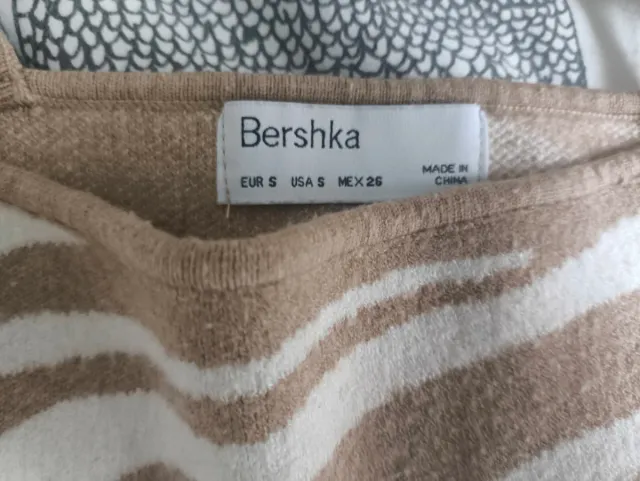 Bershka
EUR S USA S MEX 26
MADE IN
CHINA